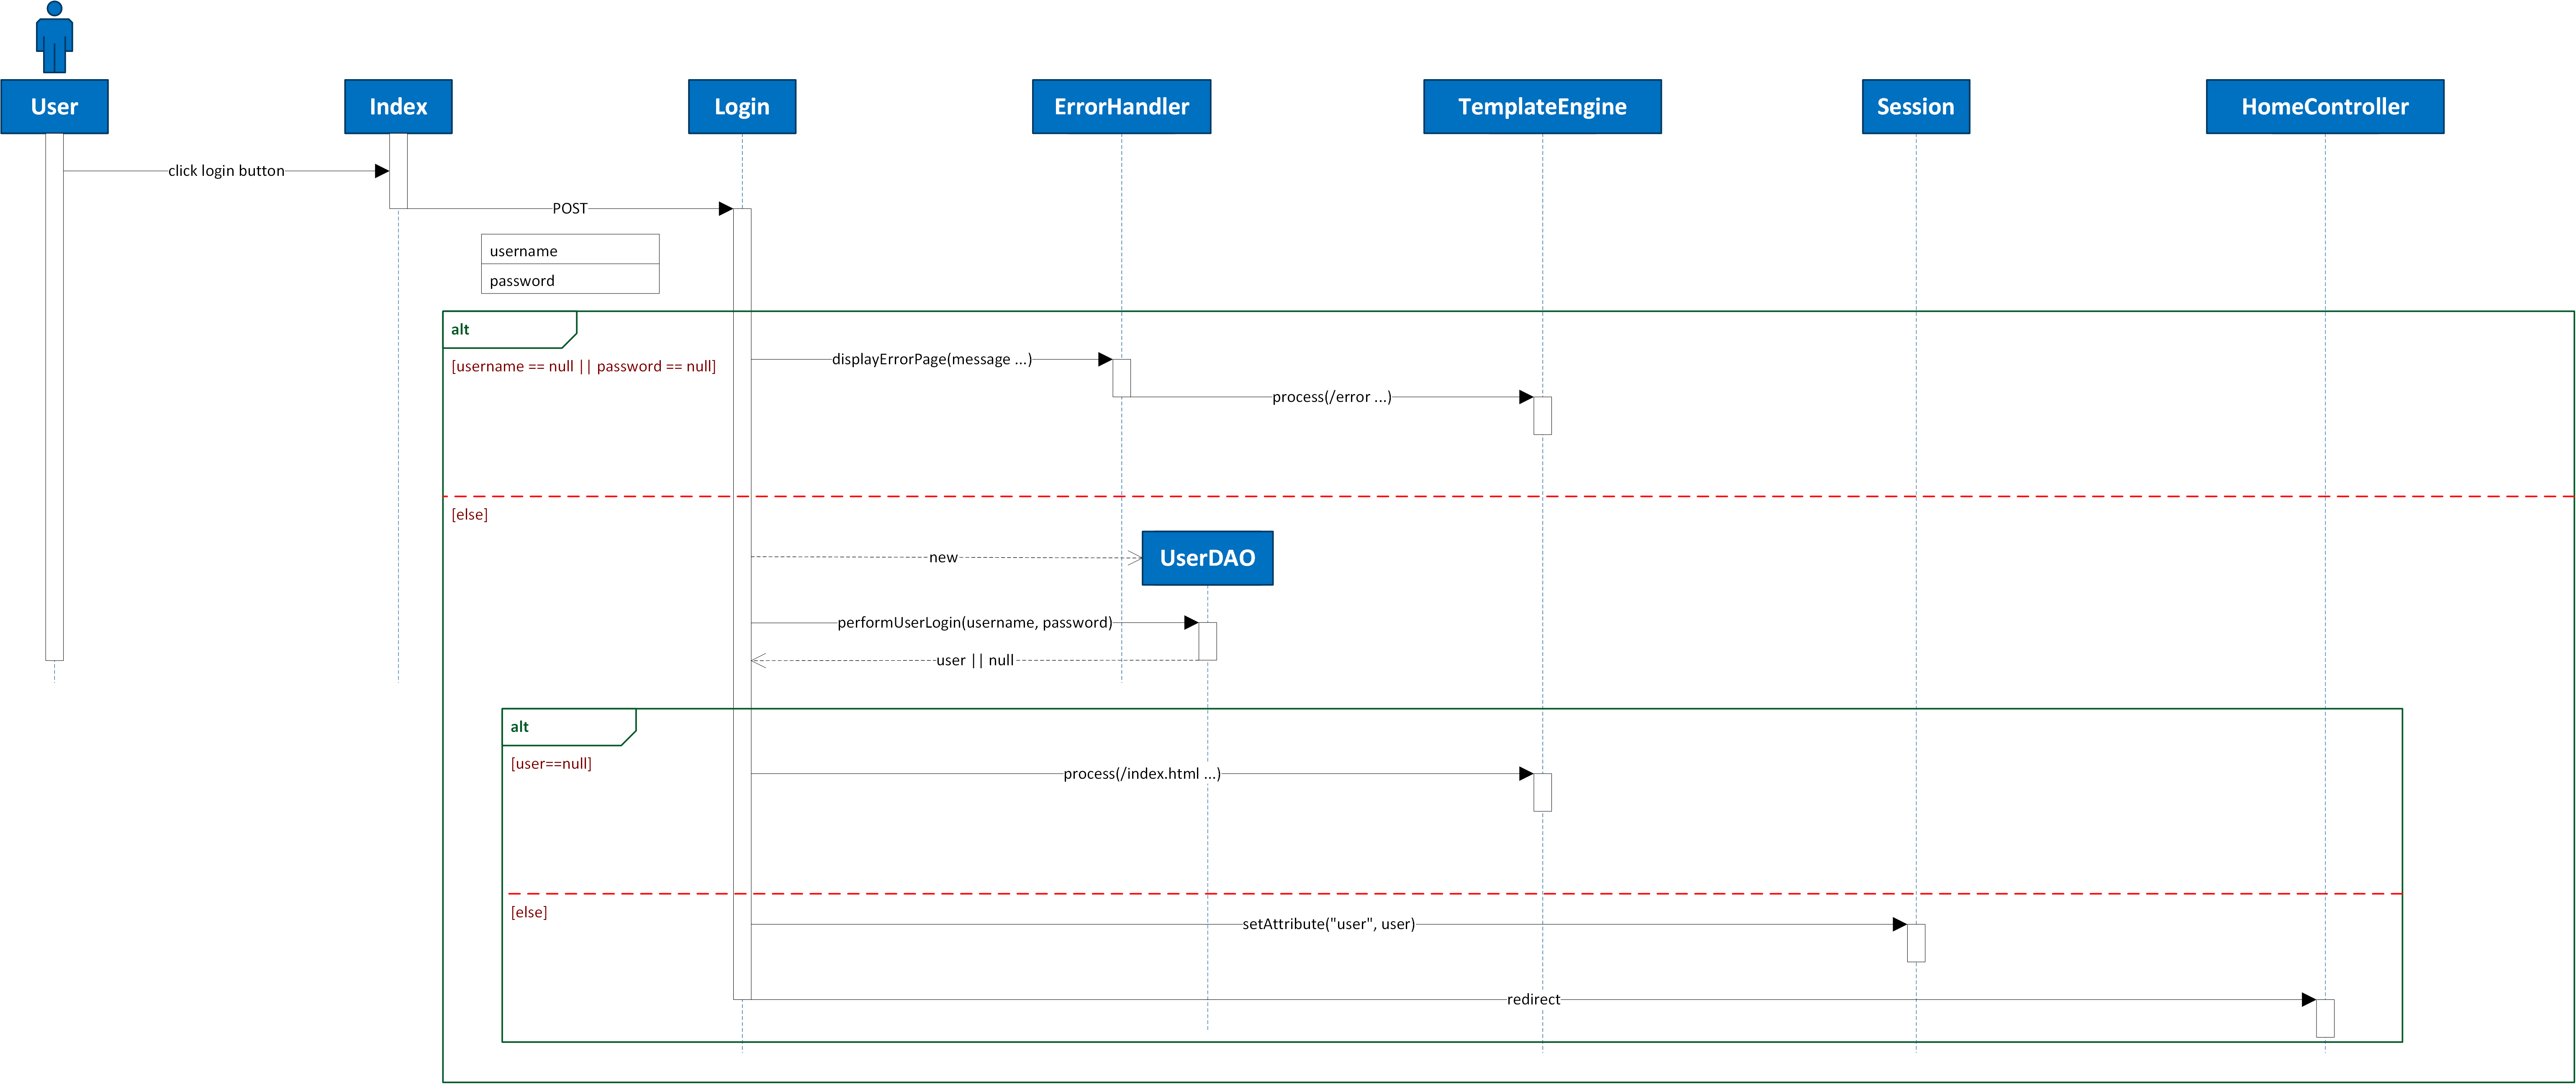 User
Index
Login
ErrorHandler
TemplateEngine
Session
HomeController
click login button
POST
username
password
alt
[username == null || password == null]
displayErrorPage(message ...)
process(/error ...)
[else]
new
UserDAO
performUserLogin(username, password)
user || null
alt
[user==null]
process(/index.html ...)
[else]
setAttribute("user", user)
redirect